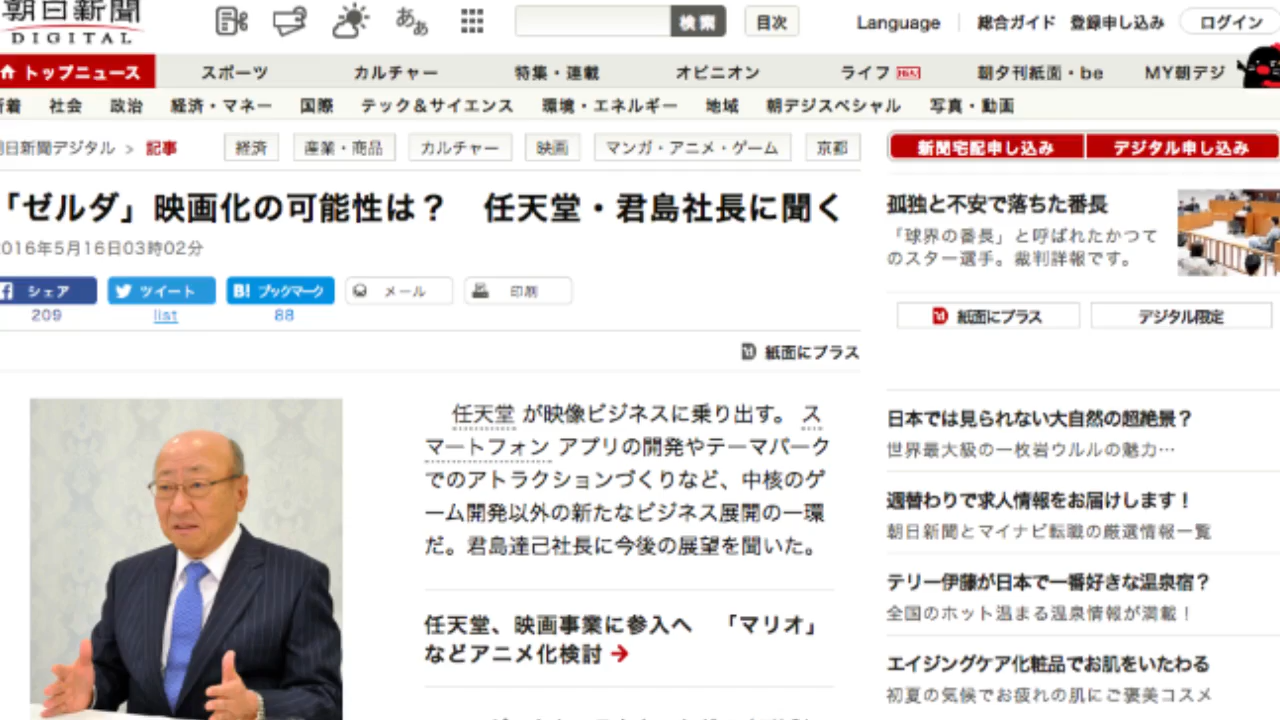 朝日新聞
DIGITAL
あぁ
検索
目次
Language
総合ガイド
登録申し込み
ログイン
トップニュース
スポーツ
カルチャー
特集・連載
オピニオン
ライフ
朝夕刊紙面・be
MY朝デジ
新着
社会
政治
経済・マネー
国際
テック＆サイエンス
環境・エネルギー
地域
朝デジスペシャル
写真・動画
朝日新聞デジタル > 記事
経済
産業・商品
カルチャー
映画
マンガ・アニメ・ゲーム
京都
「ゼルダ」映画化の可能性は？　任天堂・君島社長に聞く
2016年5月16日03時02分
シェア
ツイート
B! ブックマーク
メール
印刷
209
list
88
紙面にプラス
任天堂 が映像ビジネスに乗り出す。 ス
マートフォン アプリの開発やテーマパーク
でのアトラクションづくりなど、中核のゲ
ーム開発以外の新たなビジネス展開の一環
だ。君島達己社長に今後の展望を聞いた。
任天堂、映画事業に参入へ　「マリオ」
などアニメ化検討
新聞宅配申し込み
デジタル申し込み
孤独と不安で落ちた番長
「球界の番長」と呼ばれたかつて
のスター選手。裁判詳報です。
紙面にプラス
デジタル限定
日本では見られない大自然の超絶景？
世界最大級の一枚岩ウルルの魅力…
週替わりで求人情報をお届けします！
朝日新聞とマイナビ転職の厳選情報一覧
テリー伊藤が日本で一番好きな温泉宿？
全国のホット温まる温泉情報が満載！
エイジングケア化粧品でお肌をいたわる
初夏の気候でお疲れの肌にご褒美コスメ